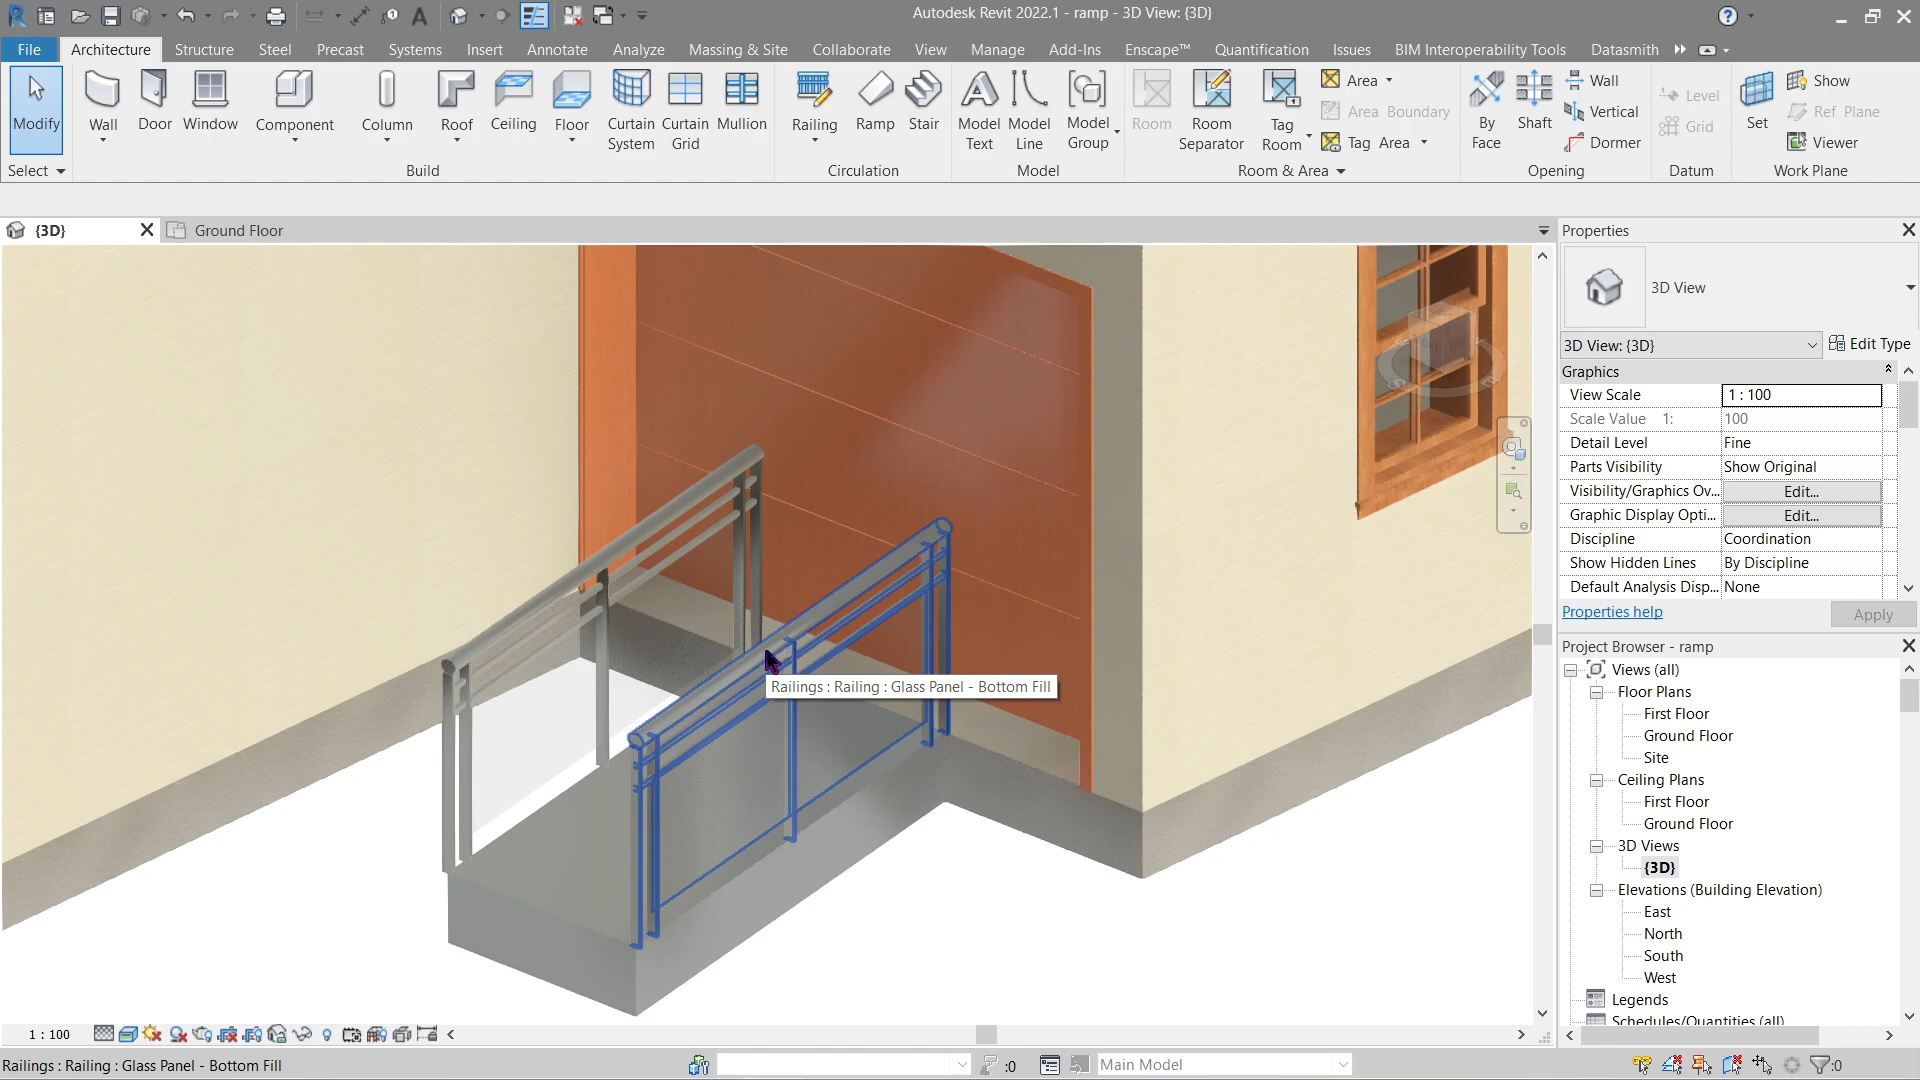 Autodesk Revit 2022.1 - ramp - 3D View: {3D}
File Architecture Structure Steel Precast Systems Insert Annotate Analyze Massing & Site Collaborate View Manage Add-Ins Enscape™ Quantification Issues BIM Interoperability Tools Datasmith
Modify
Wall
Door
Window
Component
Column
Roof
Ceiling
Floor
Curtain System
Curtain Grid
Mullion
Railing
Ramp
Stair
Model Text
Model Line
Model Group
Room
Room Separator
Tag Room
Area
Area Boundary
Tag Area
By Face
Shaft
Wall
Vertical
Dormer
Level
Grid
Set
Show
Ref Plane
Viewer
Select Build Circulation Model Room & Area Opening Datum Work Plane
{3D} Ground Floor
Railings : Railing : Glass Panel - Bottom Fill
Properties
3D View
3D View: {3D} Edit Type
Graphics
View Scale 1 : 100
Scale Value 1: 100
Detail Level Fine
Parts Visibility Show Original
Visibility/Graphics Ov... Edit...
Graphic Display Opti... Edit...
Discipline Coordination
Show Hidden Lines By Discipline
Default Analysis Disp... None
Properties help Apply
Project Browser - ramp
Views (all)
Floor Plans
First Floor
Ground Floor
Site
Ceiling Plans
First Floor
Ground Floor
3D Views
{3D}
Elevations (Building Elevation)
East
North
South
West
Legends
Schedules/Quantities (all)
1 : 100
Railings : Railing : Glass Panel - Bottom Fill :0 Main Model :0